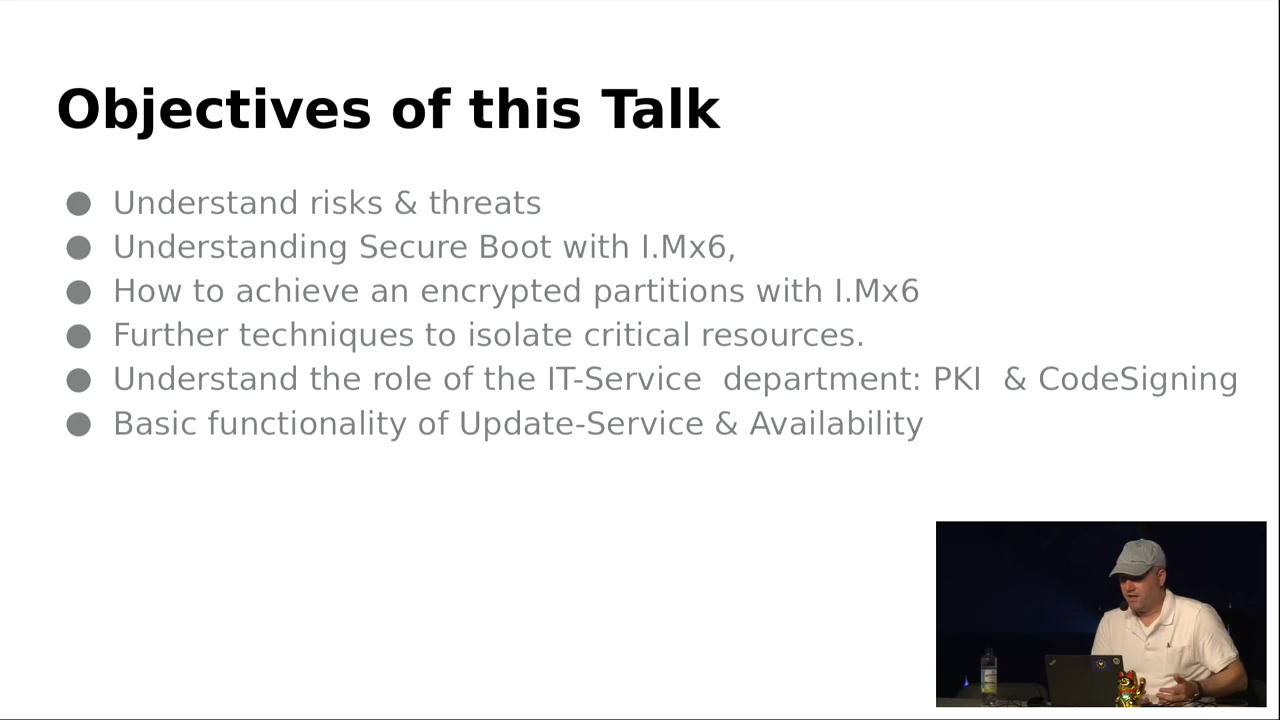 Objectives of this Talk
● Understand risks & threats
● Understanding Secure Boot with I.Mx6,
● How to achieve an encrypted partitions with I.Mx6
● Further techniques to isolate critical resources.
● Understand the role of the IT-Service  department: PKI  & CodeSigning
● Basic functionality of Update-Service & Availability